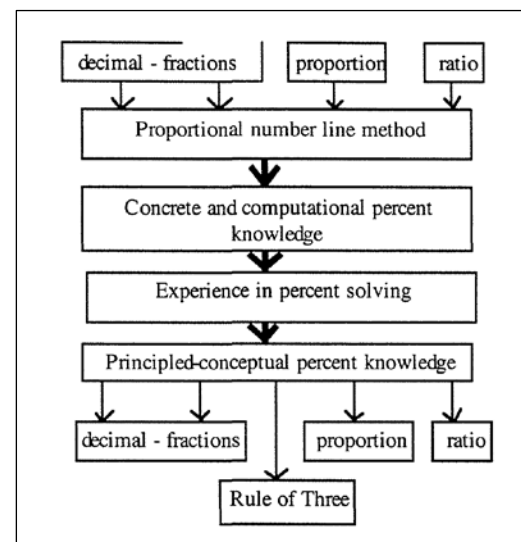 decimal - fractions proportion ratio
Proportional number line method
Concrete and computational percent
knowledge
Experience in percent solving
Principled-conceptual percent knowledge
decimal - fractions proportion ratio
Rule of Three